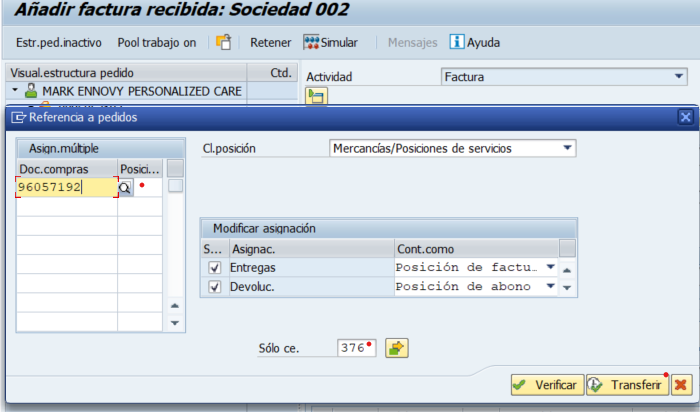 Añadir factura recibida: Sociedad 002
Estr.ped.inactivo Pool trabajo on Retener Simular Mensajes Ayuda
Visual.estructura pedido Ctd. Actividad Factura
MARK ENNOVY PERSONALIZED CARE
Referencia a pedidos
Asign.múltiple Cl.posición Mercancías/Posiciones de servicios
Doc.compras Posici...
96057192
Modificar asignación
S... Asignac. Cont.como
Entregas Posición de factu…
Devoluc. Posición de abono
Sólo ce. 376
Verificar Transferir